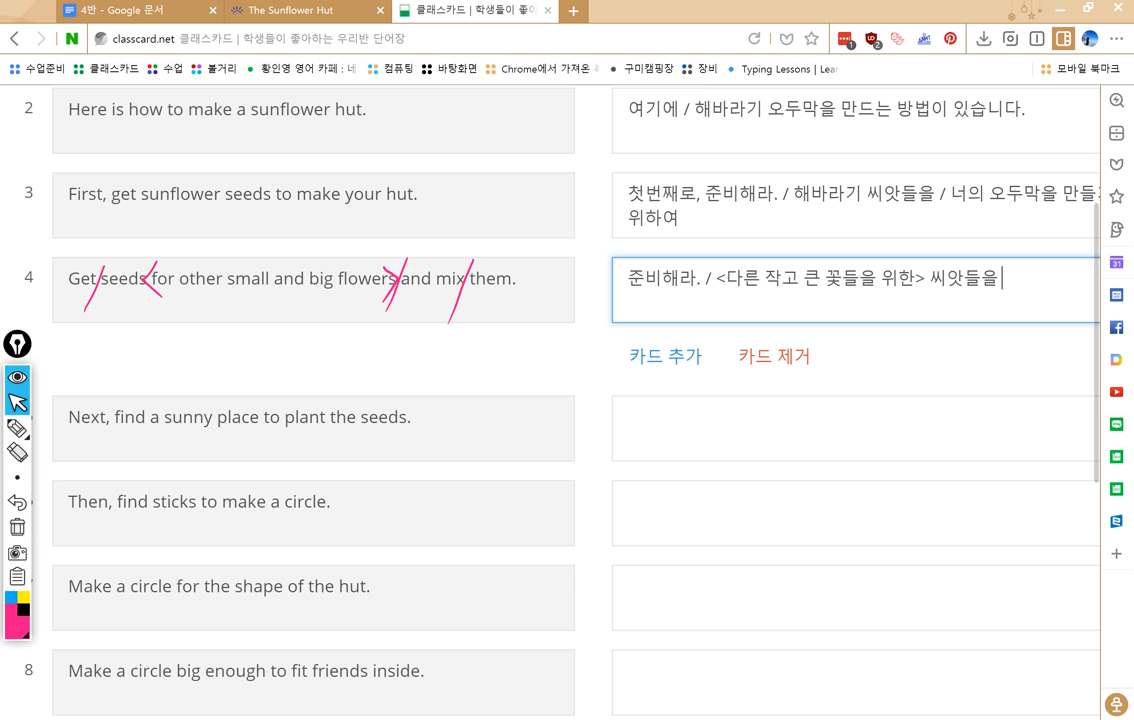 4반 - Google 문서
The Sunflower Hut
클래스카드 | 학생들이 좋아
classcard.net 클래스카드 | 학생들이 좋아하는 우리반 단어장
수업준비 클래스카드 수업 볼거리 황인영 영어 카페 : 네 컴퓨팅 바탕화면 Chrome에서 가져온 구미캠핑장 장비 Typing Lessons | Lear 모바일 북마크
2 Here is how to make a sunflower hut. 여기에 / 해바라기 오두막을 만드는 방법이 있습니다.
3 First, get sunflower seeds to make your hut. 첫번째로, 준비해라. / 해바라기 씨앗들을 / 너의 오두막을 만들
위하여
4 Get seeds for other small and big flowers and mix them. 준비해라. / <다른 작고 큰 꽃들을 위한> 씨앗들을
카드 추가 카드 제거
Next, find a sunny place to plant the seeds.
Then, find sticks to make a circle.
Make a circle for the shape of the hut.
8 Make a circle big enough to fit friends inside.